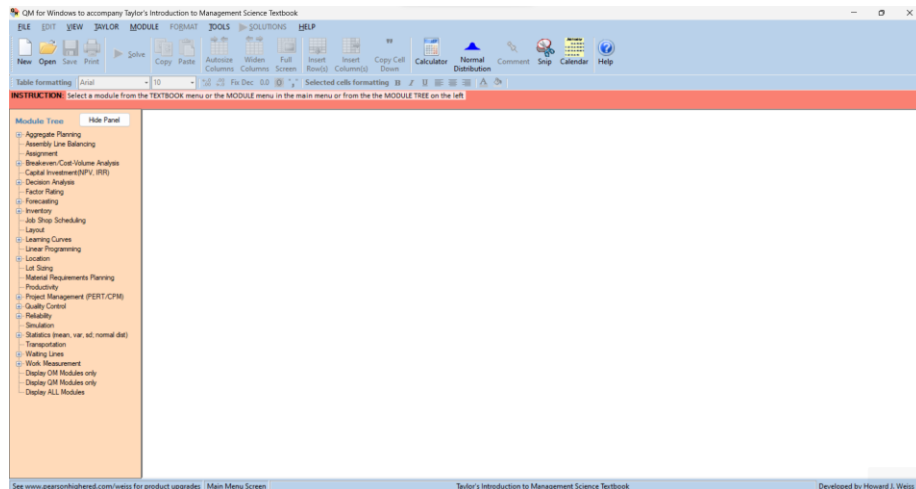 QM for Windows to accompany Taylor's Introduction to Management Science Textbook
FILE EDIT VIEW TAYLOR MODULE FORMAT TOOLS SOLUTIONS HELP
New Open Save Print Solve Copy Paste Autosize Columns Widen Columns Full Screen Insert Row(s) Insert Column(s) Copy Cell Down Calculator Normal Distribution Comment Snip Calendar Help
Table formatting Arial 10 Fix Dec 0.0 Selected cells formatting B I U A
INSTRUCTION: Select a module from the TEXTBOOK menu or the MODULE menu in the main menu or from the the MODULE TREE on the left
Module Tree Hide Panel
Aggregate Planning
Assembly Line Balancing
Assignment
Breakeven/Cost-Volume Analysis
Capital Investment(NPV, IRR)
Decision Analysis
Factor Rating
Forecasting
Inventory
Job Shop Scheduling
Layout
Learning Curves
Linear Programming
Location
Lot Sizing
Material Requirements Planning
Productivity
Project Management (PERT/CPM)
Quality Control
Reliability
Simulation
Statistics (mean, var, sd; normal dist)
Transportation
Waiting Lines
Work Measurement
Display OM Modules only
Display QM Modules only
Display ALL Modules
See www.pearsonhighered.com/weiss for product upgrades Main Menu Screen Taylor's Introduction to Management Science Textbook Developed by Howard J. Weiss